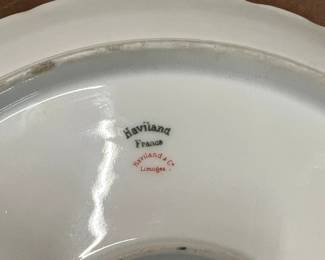 Haviland
France
Haviland & Co
Limoges